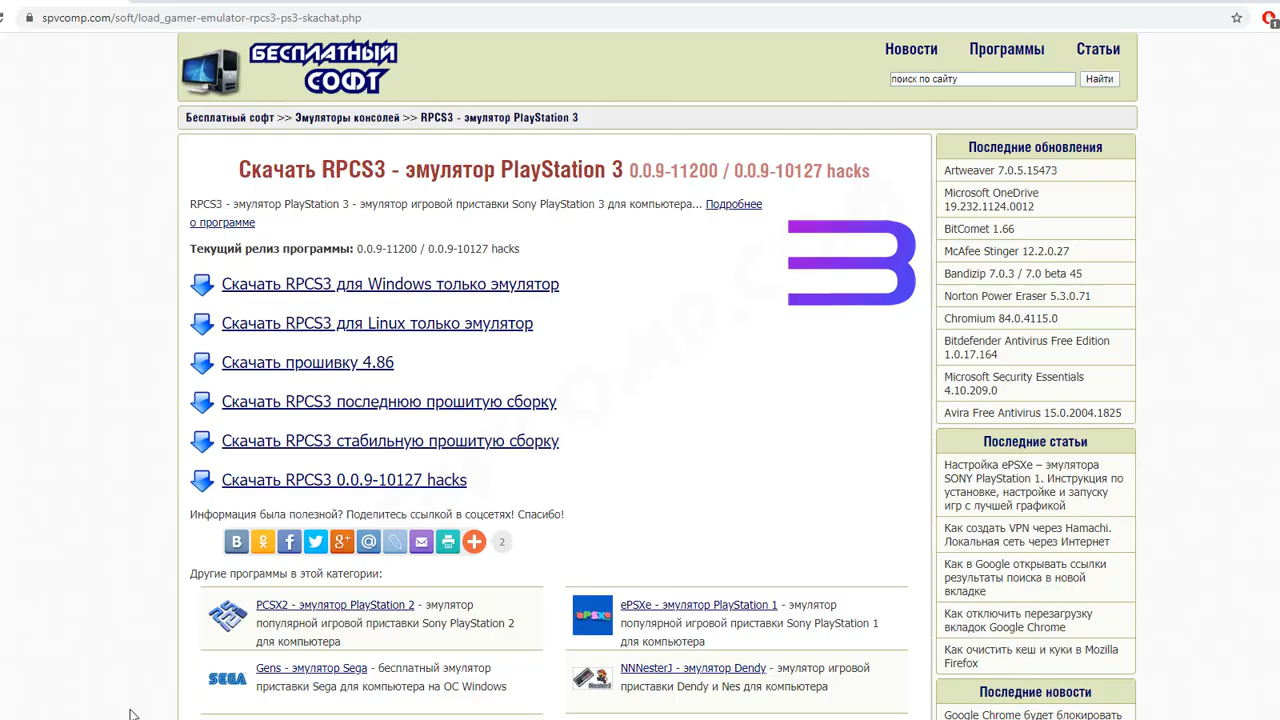 spvcomp.com/soft/load_gamer-emulator-rpcs3-ps3-skachat.php
1
БЕСПЛАТНЫЙ
СОФТ
Новости Программы Статьи
поиск по сайту Найти
Бесплатный софт >> Эмуляторы консолей >> RPCS3 - эмулятор PlayStation 3
Скачать RPCS3 - эмулятор PlayStation 3 0.0.9-11200 / 0.0.9-10127 hacks
RPCS3 - эмулятор PlayStation 3 - эмулятор игровой приставки Sony PlayStation 3 для компьютера... Подробнее
о программе
Текущий релиз программы: 0.0.9-11200 / 0.0.9-10127 hacks
Скачать RPCS3 для Windows только эмулятор
Скачать RPCS3 для Linux только эмулятор
Скачать прошивку 4.86
Скачать RPCS3 последнюю прошитую сборку
Скачать RPCS3 стабильную прошитую сборку
Скачать RPCS3 0.0.9-10127 hacks
Информация была полезной? Поделитесь ссылкой в соцсетях! Спасибо!
2
Другие программы в этой категории:
PCSX2 - эмулятор PlayStation 2 - эмулятор
популярной игровой приставки Sony PlayStation 2
для компьютера
ePSXe
ePSXe - эмулятор PlayStation 1 - эмулятор
популярной игровой приставки Sony PlayStation 1
для компьютера
SEGA
Gens - эмулятор Sega - бесплатный эмулятор
приставки Sega для компьютера на ОС Windows
NNNesterJ - эмулятор Dendy - эмулятор игровой
приставки Dendy и Nes для компьютера
Последние обновления
Artweaver 7.0.5.15473
Microsoft OneDrive
19.232.1124.0012
BitComet 1.66
McAfee Stinger 12.2.0.27
Bandizip 7.0.3 / 7.0 beta 45
Norton Power Eraser 5.3.0.71
Chromium 84.0.4115.0
Bitdefender Antivirus Free Edition
1.0.17.164
Microsoft Security Essentials
4.10.209.0
Avira Free Antivirus 15.0.2004.1825
Последние статьи
Настройка ePSXe – эмулятора
SONY PlayStation 1. Инструкция по
установке, настройке и запуску
игр с лучшей графикой
Как создать VPN через Hamachi.
Локальная сеть через Интернет
Как в Google открывать ссылки
результаты поиска в новой
вкладке
Как отключить перезагрузку
вкладок Google Chrome
Как очистить кеш и куки в Mozilla
Firefox
Последние новости
Google Chrome будет блокировать